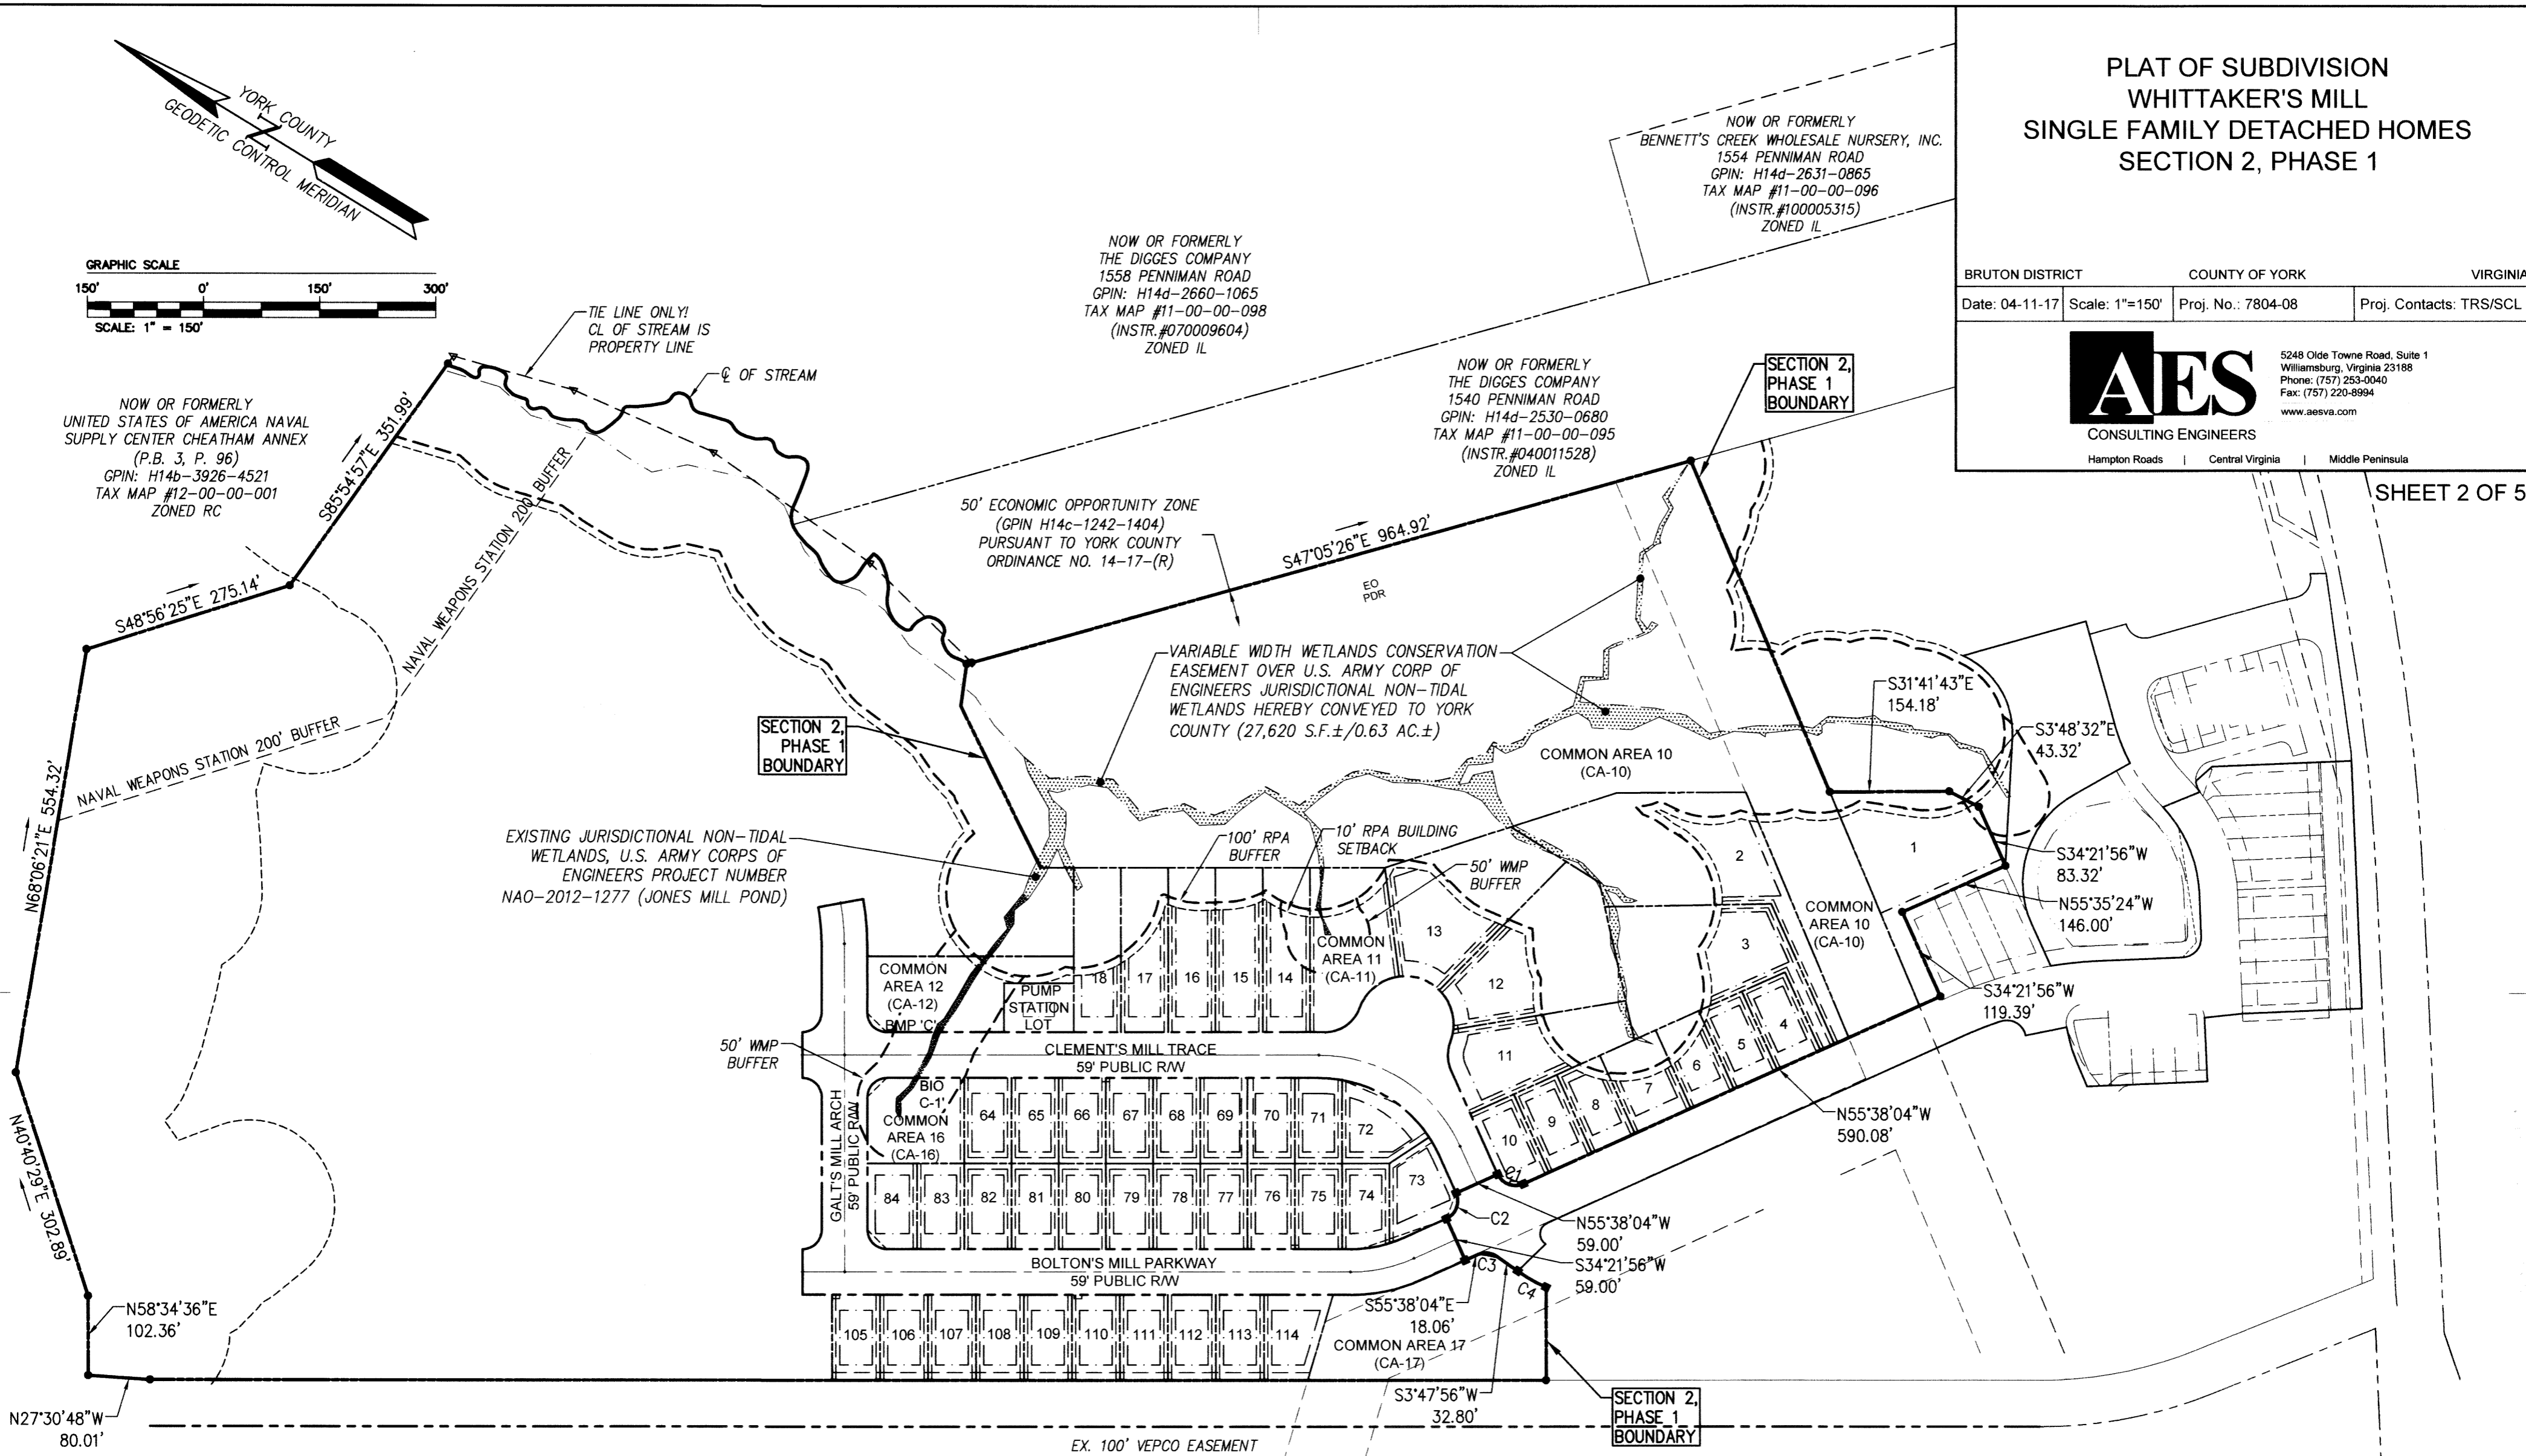 PLAT OF SUBDIVISION
WHITTAKER'S MILL
SINGLE FAMILY DETACHED HOMES
SECTION 2, PHASE 1
BRUTON DISTRICT
COUNTY OF YORK
VIRGINIA
Date: 04-11-17
Scale: 1"=150'
Proj. No.: 7804-08
Proj. Contacts: TRS/SCL
AES
CONSULTING ENGINEERS
5248 Olde Towne Road, Suite 1
Williamsburg, Virginia 23188
Phone: (757) 253-0040
Fax: (757) 220-8994
www.aesva.com
Hampton Roads | Central Virginia | Middle Peninsula
SHEET 2 OF 5
YORK COUNTY
N
GEODETIC CONTROL MERIDIAN
GRAPHIC SCALE
150' 0' 150' 300'
SCALE: 1" = 150'
TIE LINE ONLY!
CL OF STREAM IS
PROPERTY LINE
℄ OF STREAM
NOW OR FORMERLY
UNITED STATES OF AMERICA NAVAL
SUPPLY CENTER CHEATHAM ANNEX
(P.B. 3, P. 96)
GPIN: H14b-3926-4521
TAX MAP #12-00-00-001
ZONED RC
NOW OR FORMERLY
THE DIGGES COMPANY
1558 PENNIMAN ROAD
GPIN: H14d-2660-1065
TAX MAP #11-00-00-098
(INSTR.#070009604)
ZONED IL
NOW OR FORMERLY
BENNETT'S CREEK WHOLESALE NURSERY, INC.
1554 PENNIMAN ROAD
GPIN: H14d-2631-0865
TAX MAP #11-00-00-096
(INSTR.#100005315)
ZONED IL
NOW OR FORMERLY
THE DIGGES COMPANY
1540 PENNIMAN ROAD
GPIN: H14d-2530-0680
TAX MAP #11-00-00-095
(INSTR.#040011528)
ZONED IL
SECTION 2,
PHASE 1
BOUNDARY
S85°54'57"E 351.99'
S48°56'25"E 275.14'
NAVAL WEAPONS STATION 200' BUFFER
NAVAL WEAPONS STATION 200' BUFFER
N68°06'21"E 554.32'
N40°40'29"E 302.89'
N58°34'36"E
102.36'
N27°30'48"W
80.01'
50' ECONOMIC OPPORTUNITY ZONE
(GPIN H14c-1242-1404)
PURSUANT TO YORK COUNTY
ORDINANCE NO. 14-17-(R)
S47°05'26"E 964.92'
EO
PDR
VARIABLE WIDTH WETLANDS CONSERVATION
EASEMENT OVER U.S. ARMY CORP OF
ENGINEERS JURISDICTIONAL NON-TIDAL
WETLANDS HEREBY CONVEYED TO YORK
COUNTY (27,620 S.F.±/0.63 AC.±)
SECTION 2,
PHASE 1
BOUNDARY
EXISTING JURISDICTIONAL NON-TIDAL
WETLANDS, U.S. ARMY CORPS OF
ENGINEERS PROJECT NUMBER
NAO-2012-1277 (JONES MILL POND)
100' RPA
BUFFER
10' RPA BUILDING
SETBACK
50' WMP
BUFFER
COMMON AREA 10
(CA-10)
S31°41'43"E
154.18'
S3°48'32"E
43.32'
S34°21'56"W
83.32'
N55°35'24"W
146.00'
S34°21'56"W
119.39'
1
2
3
4
5
6
7
8
9
10
11
12
13
COMMON
AREA 10
(CA-10)
COMMON
AREA 11
(CA-11)
COMMON
AREA 12
(CA-12)
BMP 'C'
PUMP
STATION
LOT
18 17 16 15 14
50' WMP
BUFFER
CLEMENT'S MILL TRACE
59' PUBLIC R/W
GALT'S MILL ARCH
59' PUBLIC R/W
BIO
C-1'
COMMON
AREA 16
(CA-16)
64 65 66 67 68 69 70 71 72
84 83 82 81 80 79 78 77 76 75 74 73
BOLTON'S MILL PARKWAY
59' PUBLIC R/W
105 106 107 108 109 110 111 112 113 114
N55°38'04"W
590.08'
C1
C2
C3
C4
N55°38'04"W
59.00'
S34°21'56"W
59.00'
S55°38'04"E
18.06'
COMMON AREA 17
(CA-17)
S3°47'56"W
32.80'
SECTION 2,
PHASE 1
BOUNDARY
EX. 100' VEPCO EASEMENT